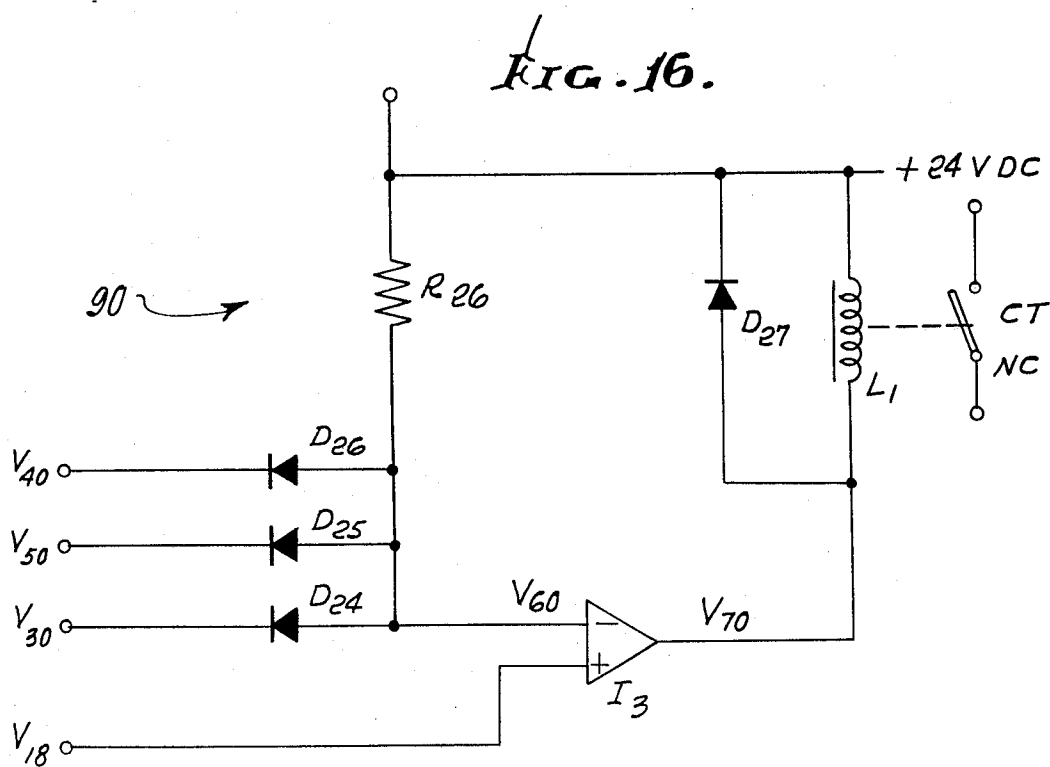 FIG. 16.
+24 V DC
90
R26
D27
CT
NC
L1
V40
D26
V50
D25
V30
D24
V60
V70
−
+
I3
V18